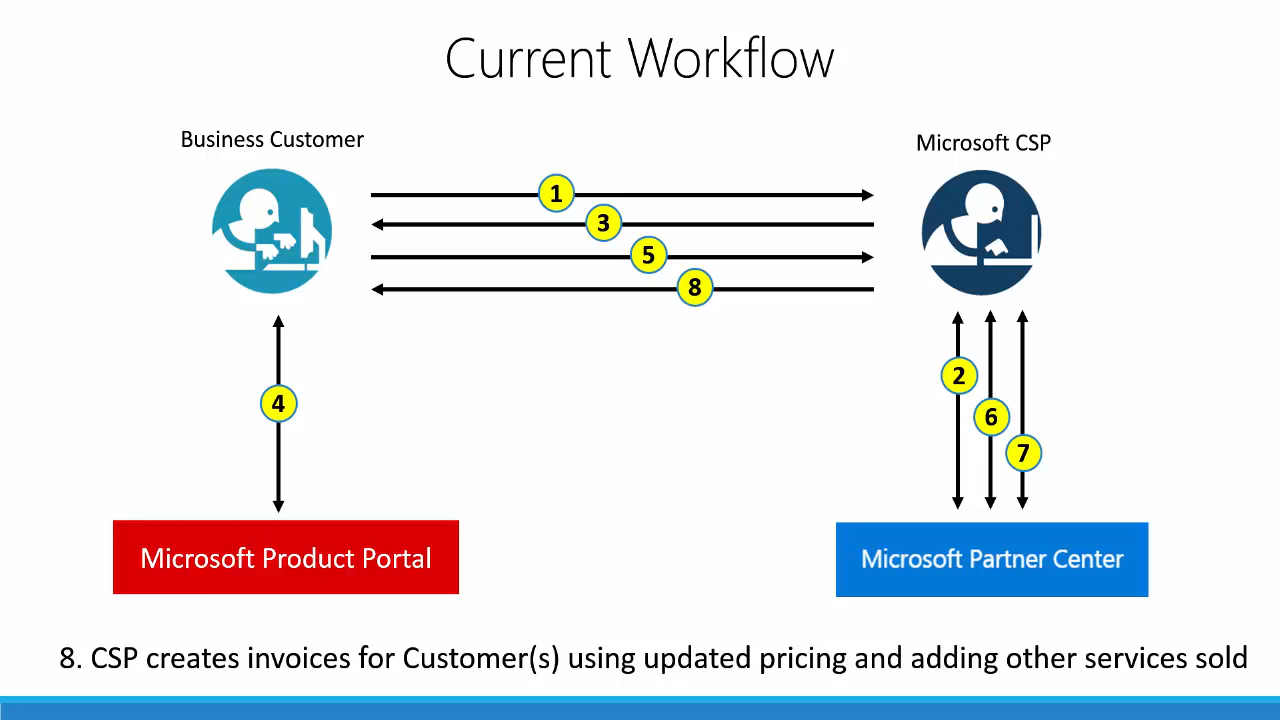 Current Workflow
Business Customer
Microsoft CSP
1
3
5
8
2
4
6
7
Microsoft Product Portal
Microsoft Partner Center
8. CSP creates invoices for Customer(s) using updated pricing and adding other services sold